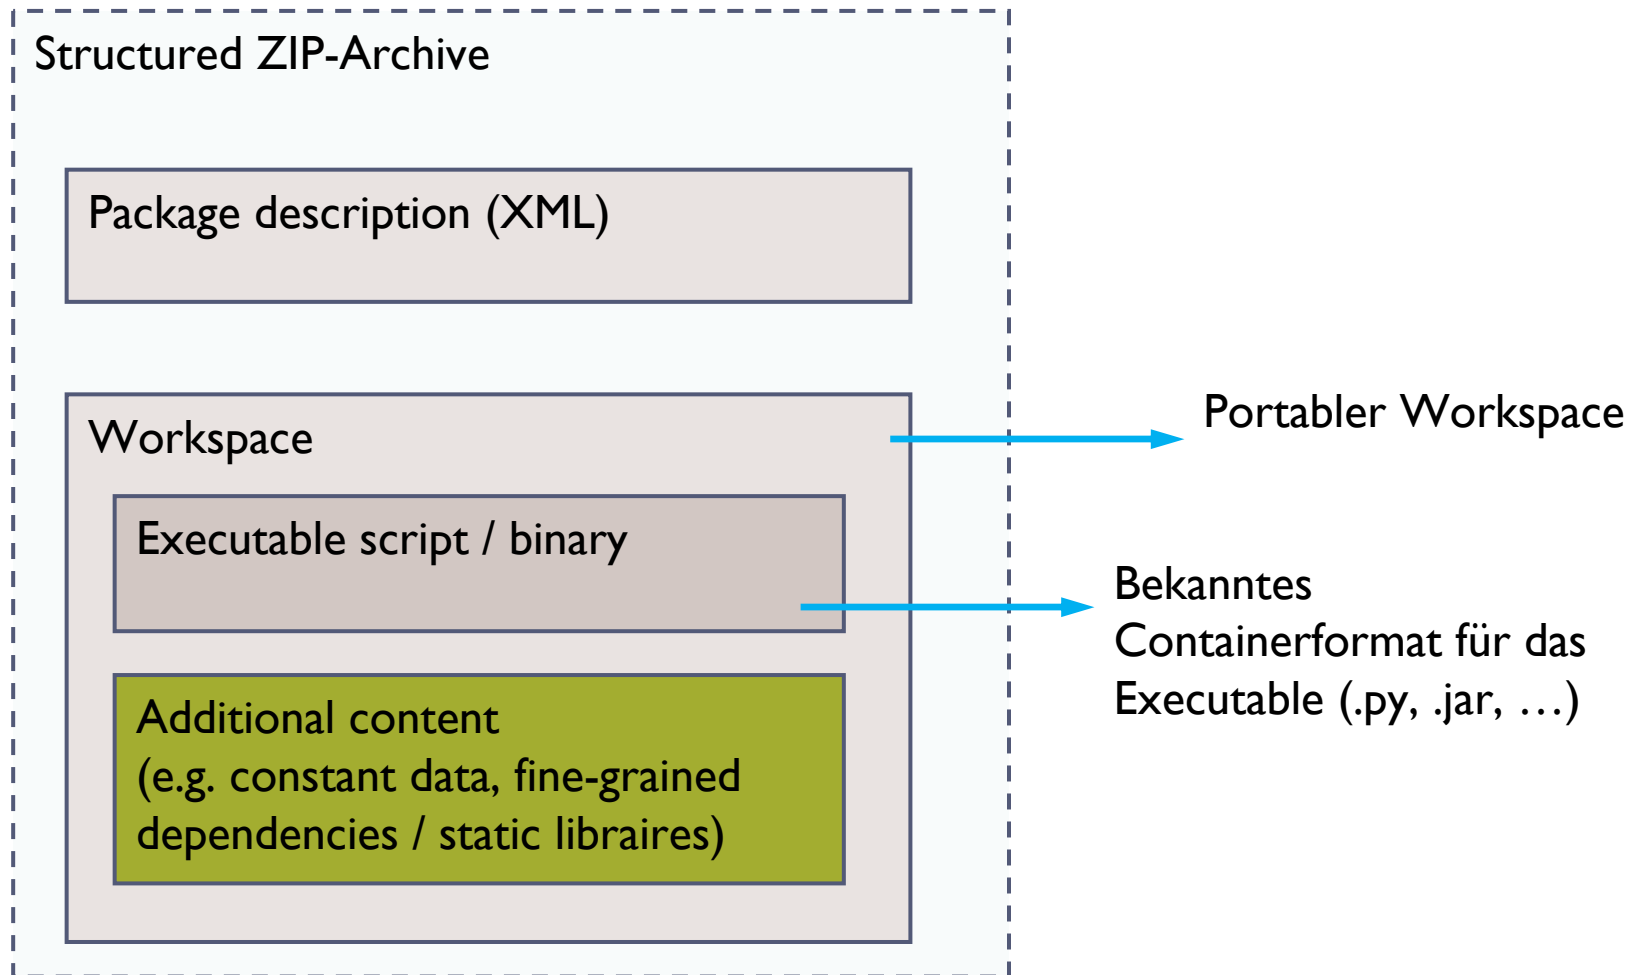 Structured ZIP-Archive
Package description (XML)
Workspace
Portabler Workspace
Executable script / binary
Bekanntes
Containerformat für das
Executable (.py, .jar, …)
Additional content
(e.g. constant data, fine-grained
dependencies / static libraires)